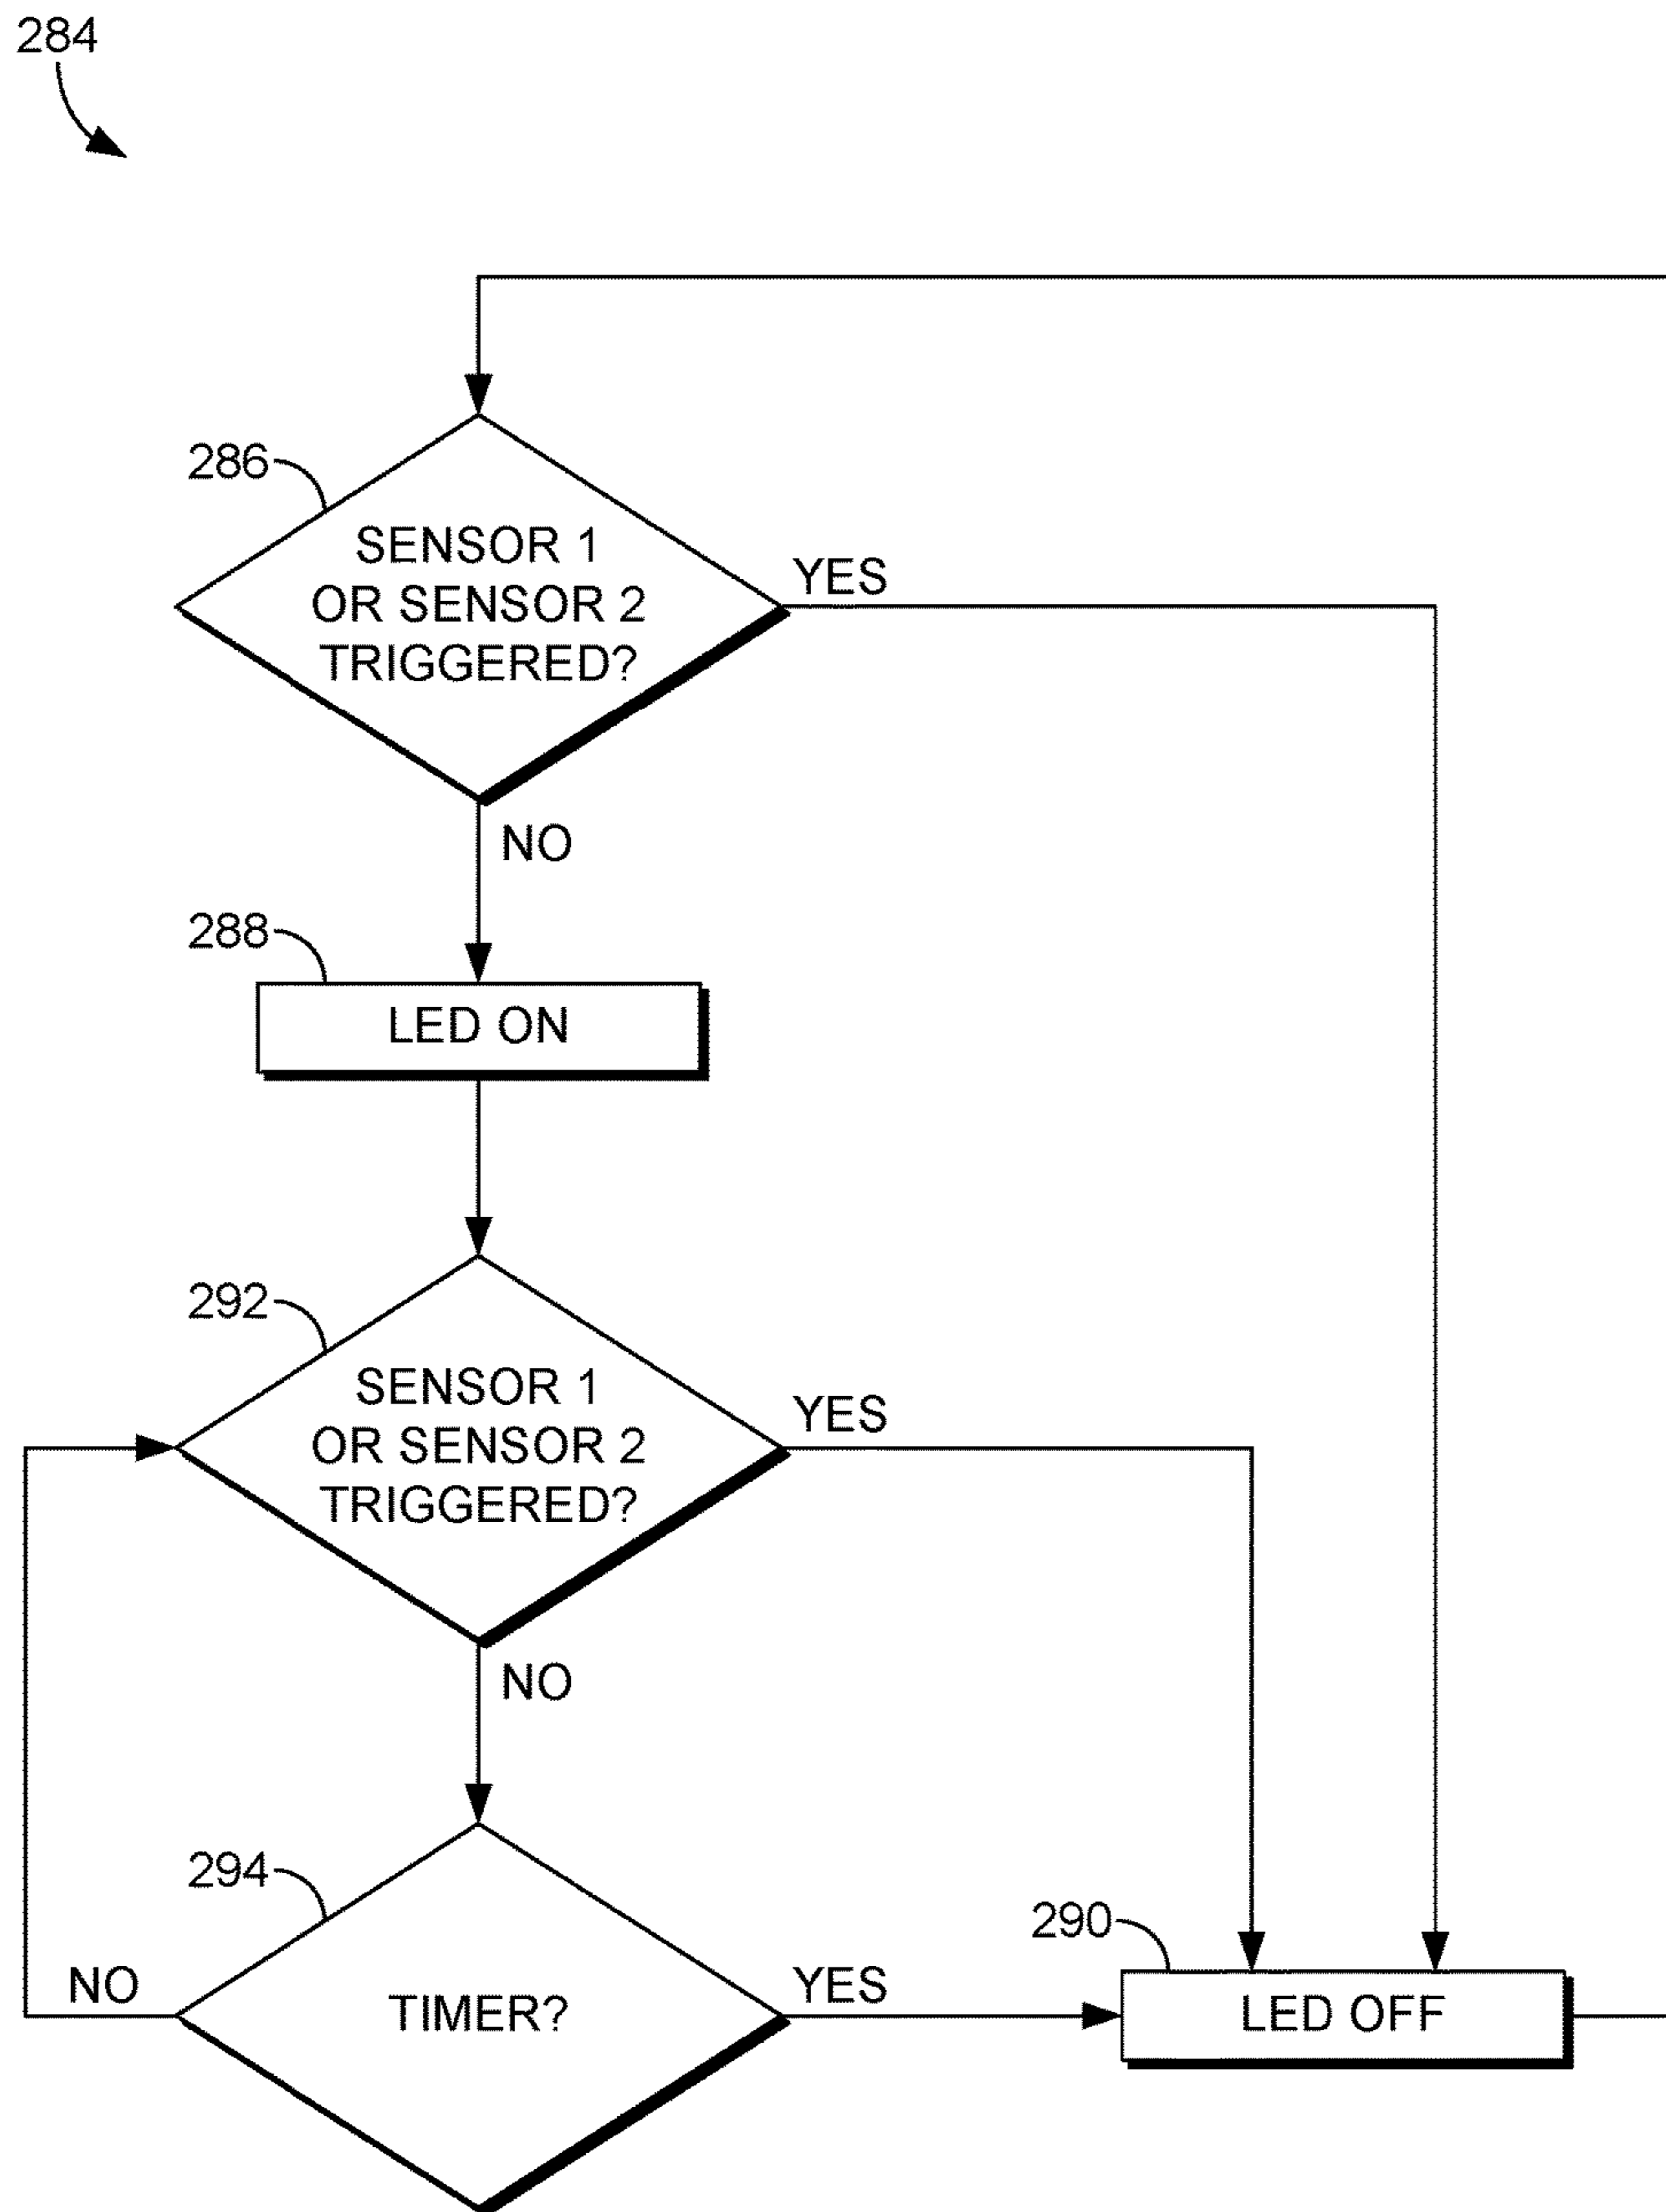 284
286
SENSOR 1
OR SENSOR 2
TRIGGERED?
YES
NO
288
LED ON
292
SENSOR 1
OR SENSOR 2
TRIGGERED?
YES
NO
294
290
NO
TIMER?
YES
LED OFF